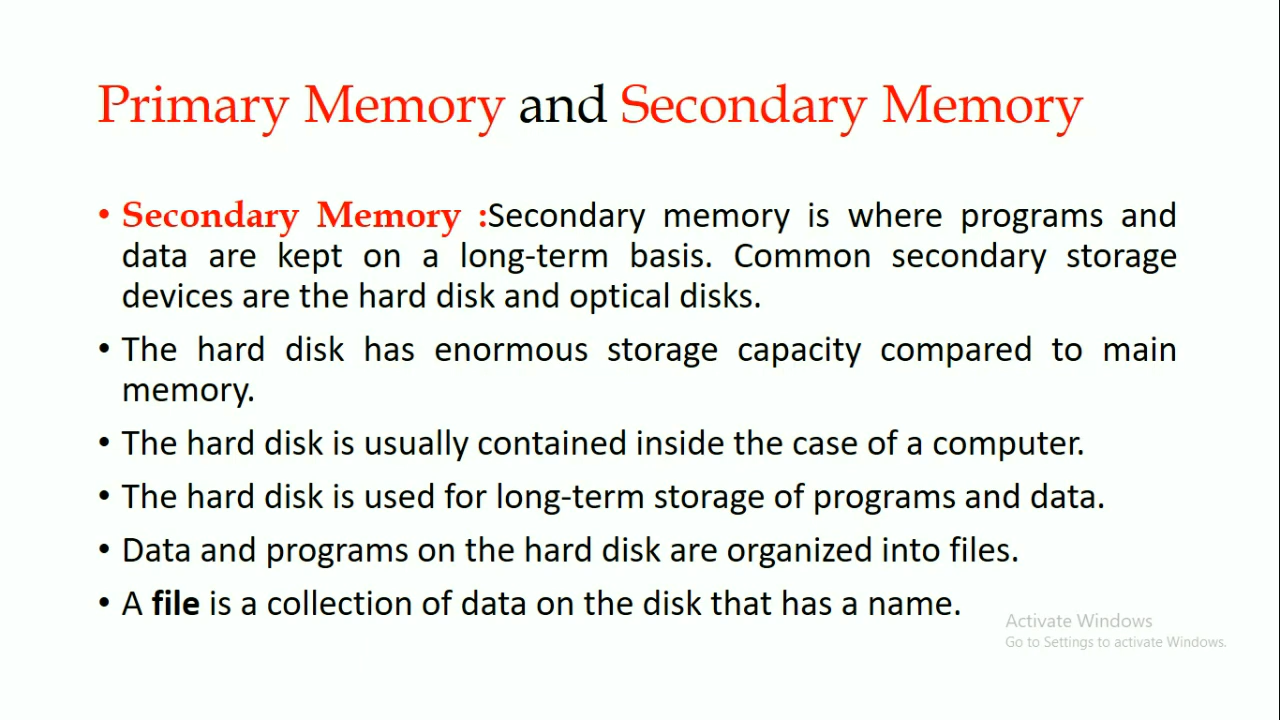 Primary Memory and Secondary Memory
• Secondary Memory :Secondary memory is where programs and
data are kept on a long-term basis. Common secondary storage
devices are the hard disk and optical disks.
• The hard disk has enormous storage capacity compared to main
memory.
• The hard disk is usually contained inside the case of a computer.
• The hard disk is used for long-term storage of programs and data.
• Data and programs on the hard disk are organized into files.
• A file is a collection of data on the disk that has a name.
Activate Windows
Go to Settings to activate Windows.